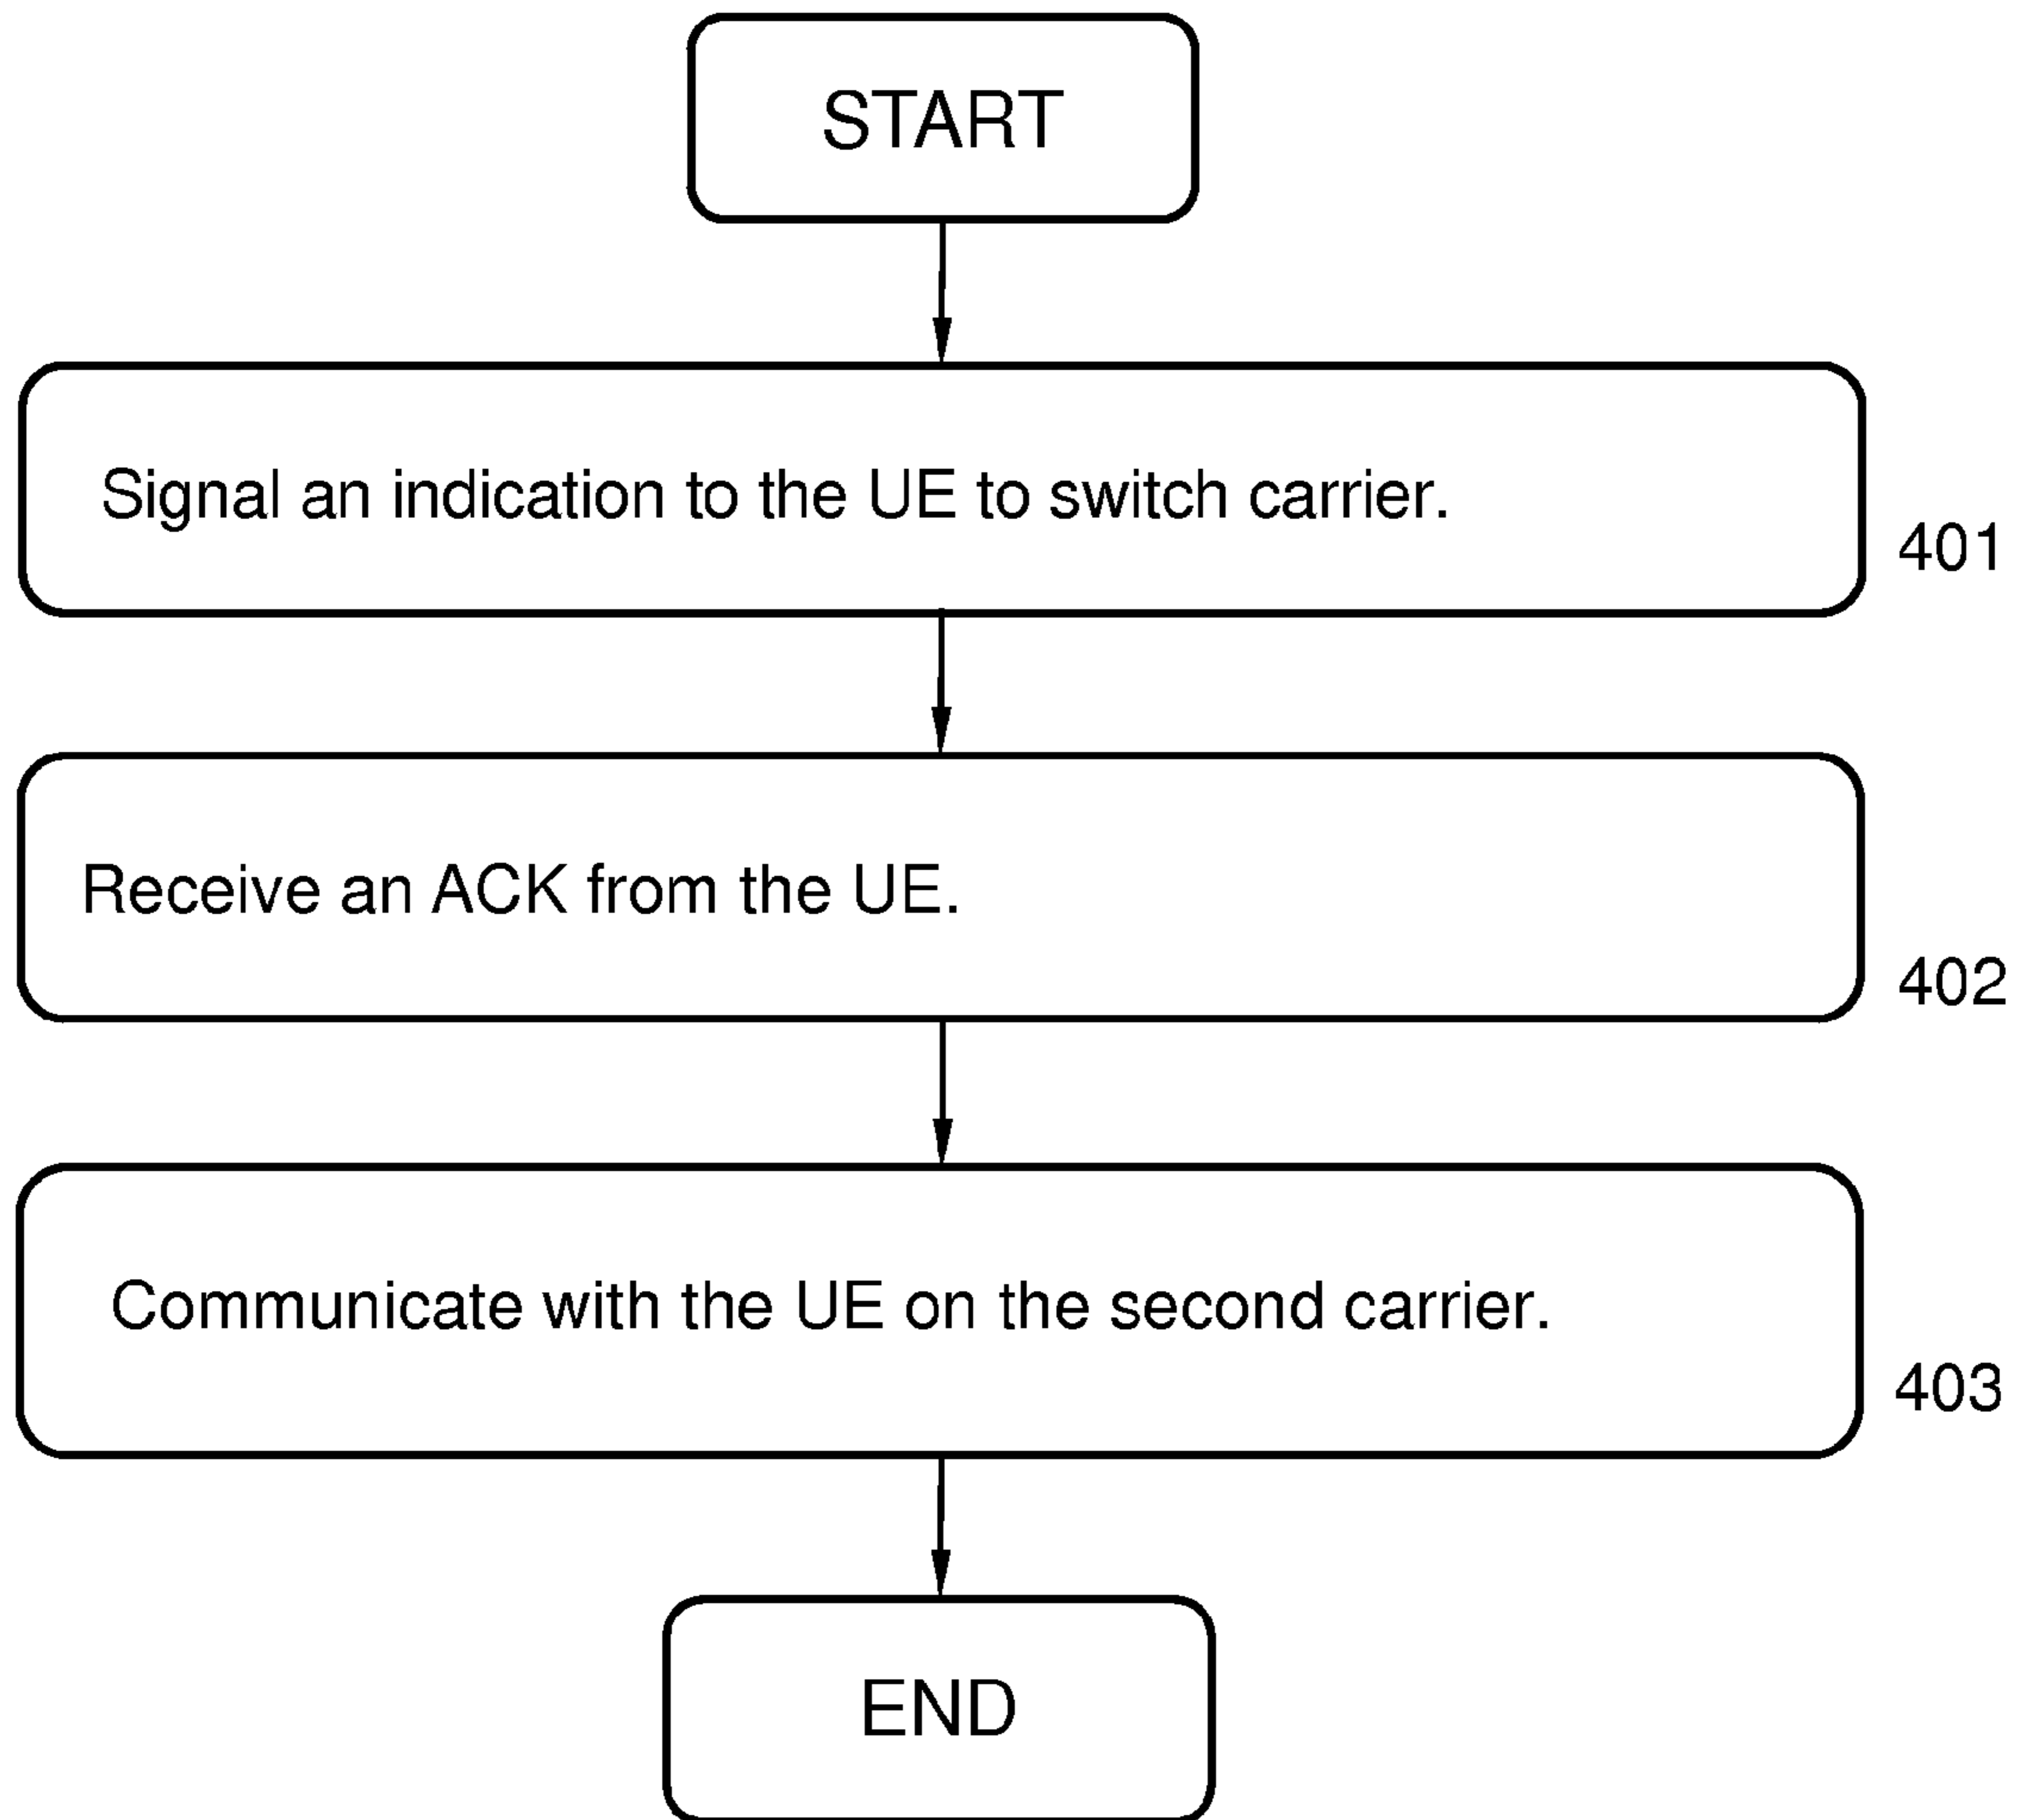 START
Signal an indication to the UE to switch carrier.
401
Receive an ACK from the UE.
402
Communicate with the UE on the second carrier.
403
END